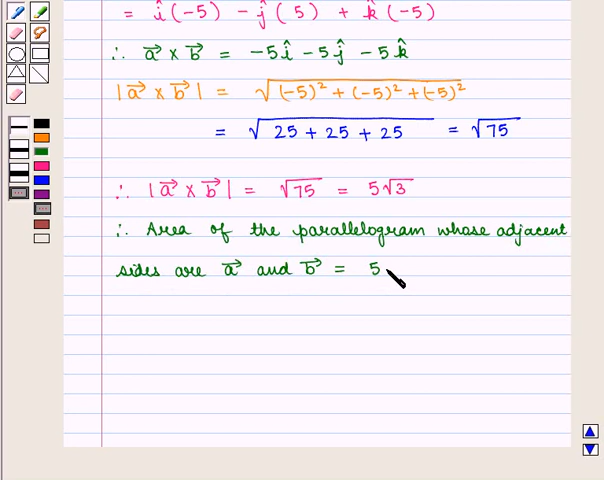 = î (-5) - ĵ (5) + k̂ (-5)
∴ a⃗ × b⃗ = -5î - 5ĵ - 5k̂
|a⃗ × b⃗| = √(-5)² + (-5)² + (-5)²
= √25 + 25 + 25 = √75
∴ |a⃗ × b⃗| = √75 = 5√3
∴ Area of the parallelogram whose adjacent
sides are a⃗ and b⃗ = 5